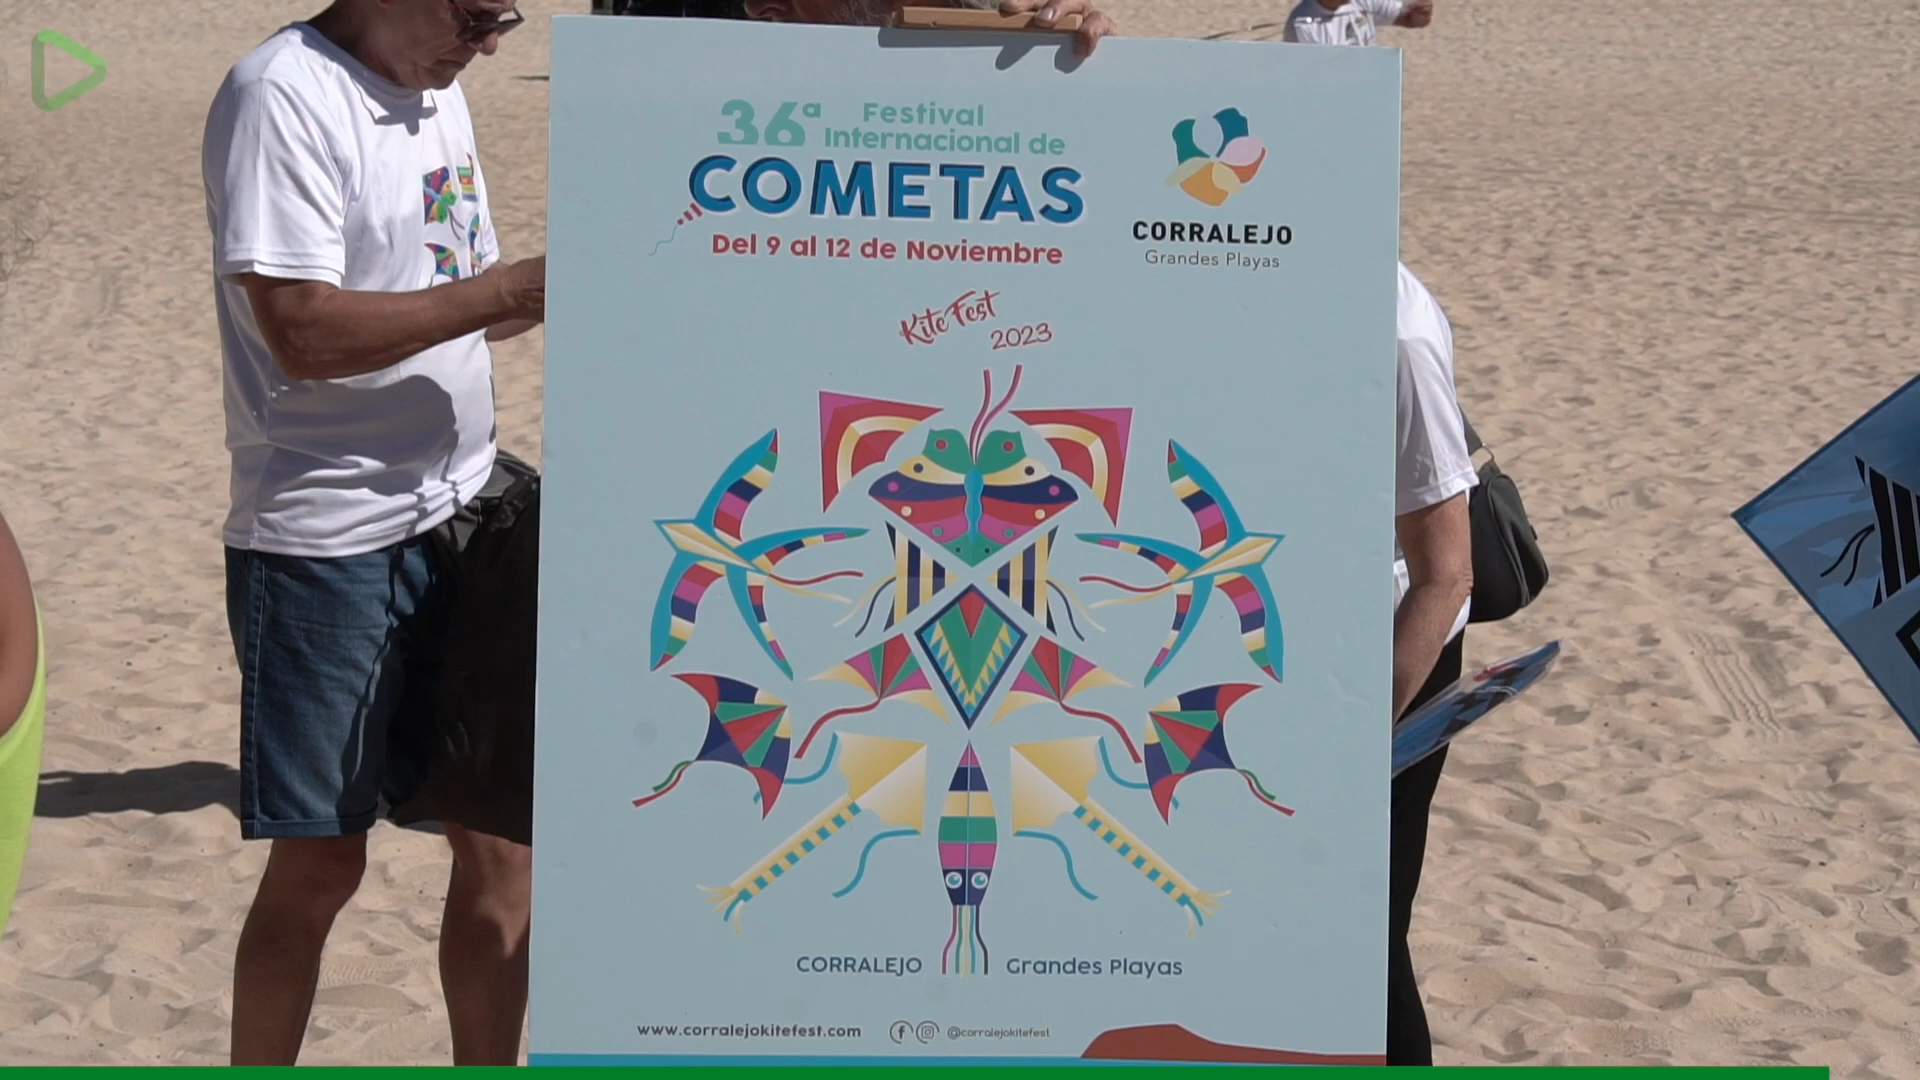 36ª Festival
Internacional de
COMETAS
Del 9 al 12 de Noviembre
CORRALEJO
Grandes Playas
Kite Fest
2023
CORRALEJO Grandes Playas
www.corralejokitefest.com @corralejokitefest